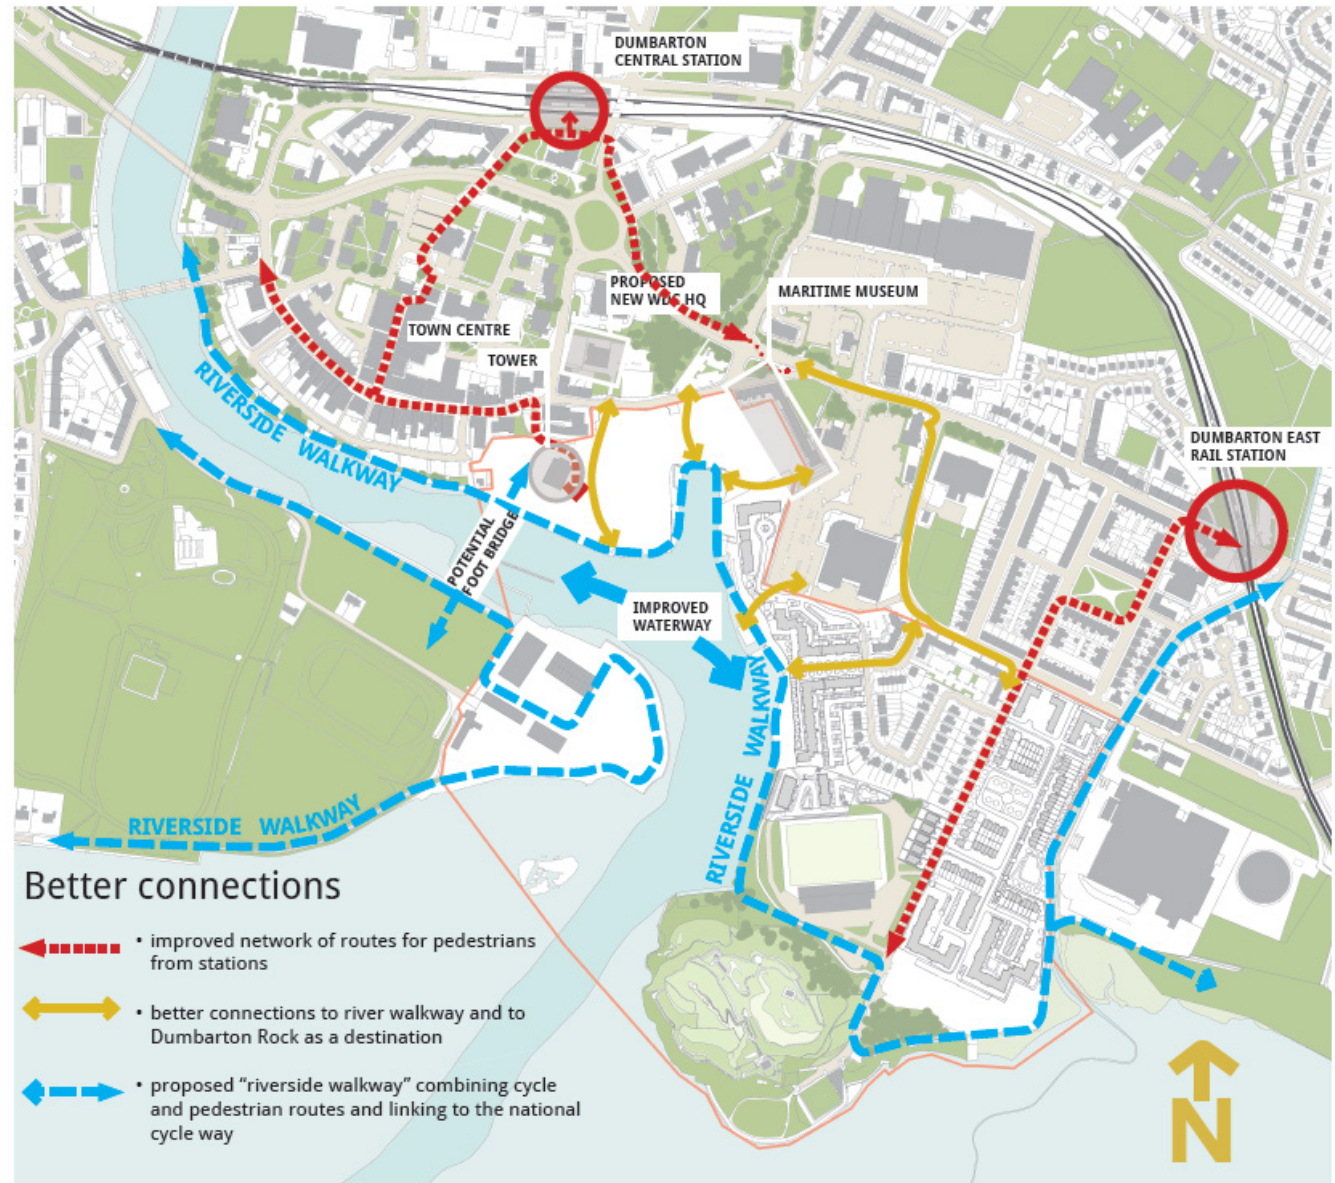 DUMBARTON
CENTRAL STATION
PROPOSED
NEW WDC HQ
MARITIME MUSEUM
TOWN CENTRE
TOWER
RIVERSIDE WALKWAY
DUMBARTON EAST
RAIL STATION
POTENTIAL
FOOT BRIDGE
IMPROVED
WATERWAY
RIVERSIDE WALKWAY
RIVERSIDE WALKWAY
Better connections
• improved network of routes for pedestrians
from stations
• better connections to river walkway and to
Dumbarton Rock as a destination
• proposed “riverside walkway” combining cycle
and pedestrian routes and linking to the national
cycle way
N